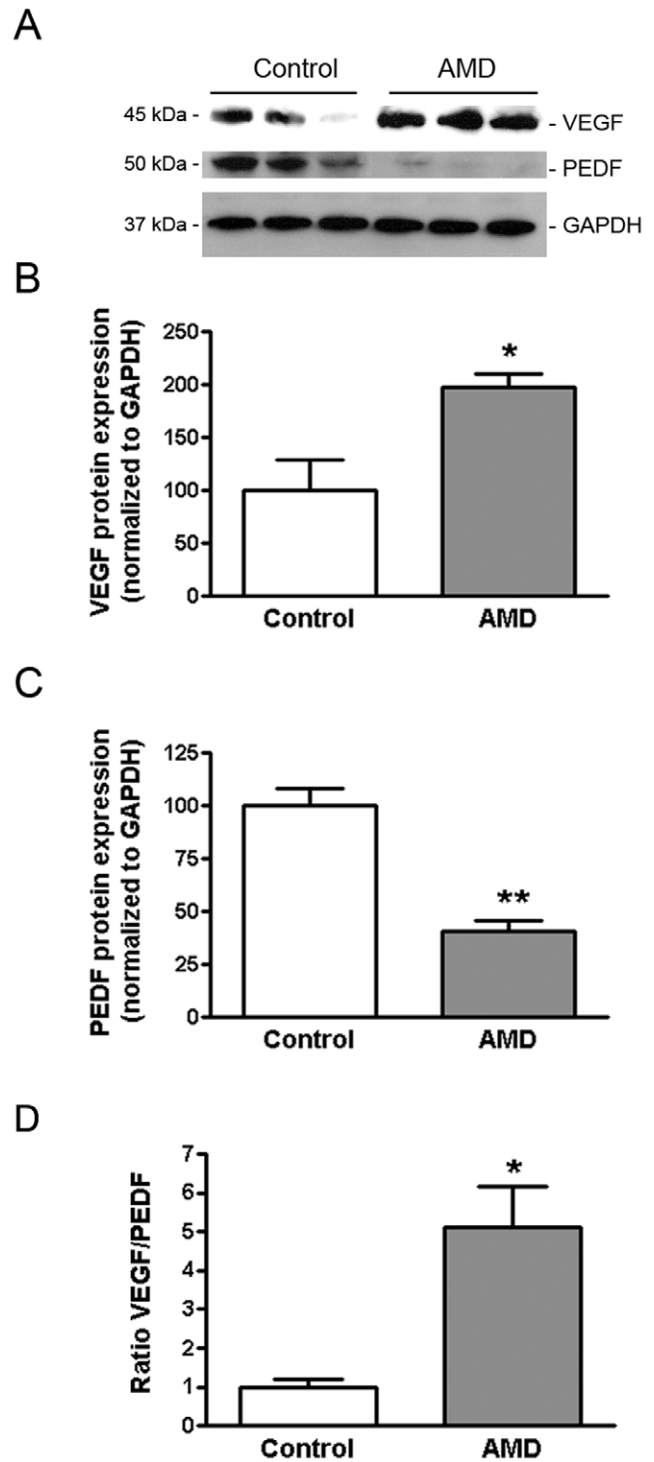 A
Control AMD
45 kDa - - VEGF
50 kDa - - PEDF
37 kDa - - GAPDH
B
VEGF protein expression
(normalized to GAPDH)
250
200
150
100
50
0
*
Control AMD
C
PEDF protein expression
(normalized to GAPDH)
125
100
75
50
25
0
**
Control AMD
D
Ratio VEGF/PEDF
7
6
5
4
3
2
1
0
*
Control AMD